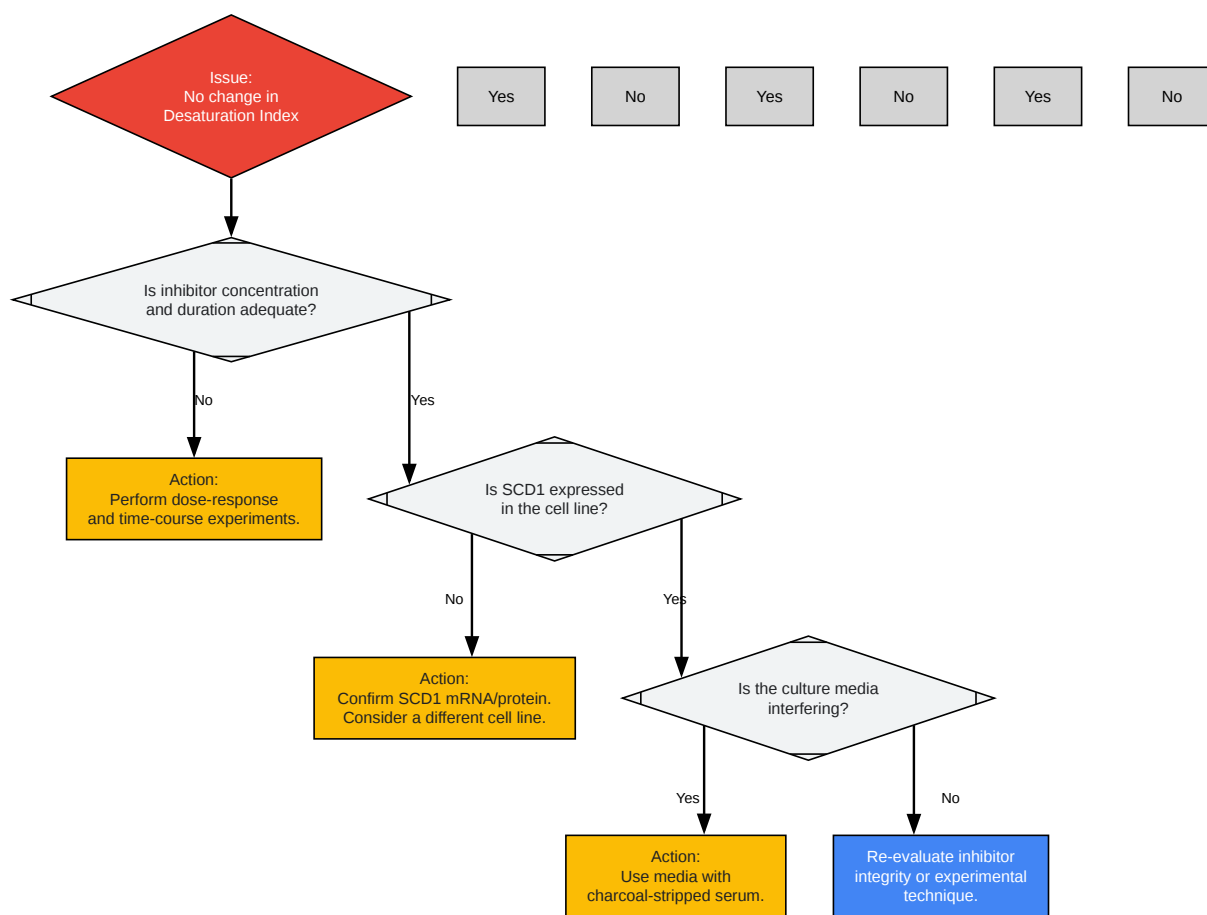 Issue:
No change in
Desaturation Index
Yes
No
Yes
No
Yes
No
Is inhibitor concentration
and duration adequate?
No
Yes
Action:
Perform dose-response
and time-course experiments.
Is SCD1 expressed
in the cell line?
No
Yes
Action:
Confirm SCD1 mRNA/protein.
Consider a different cell line.
Is the culture media
interfering?
Yes
No
Action:
Use media with
charcoal-stripped serum.
Re-evaluate inhibitor
integrity or experimental
technique.